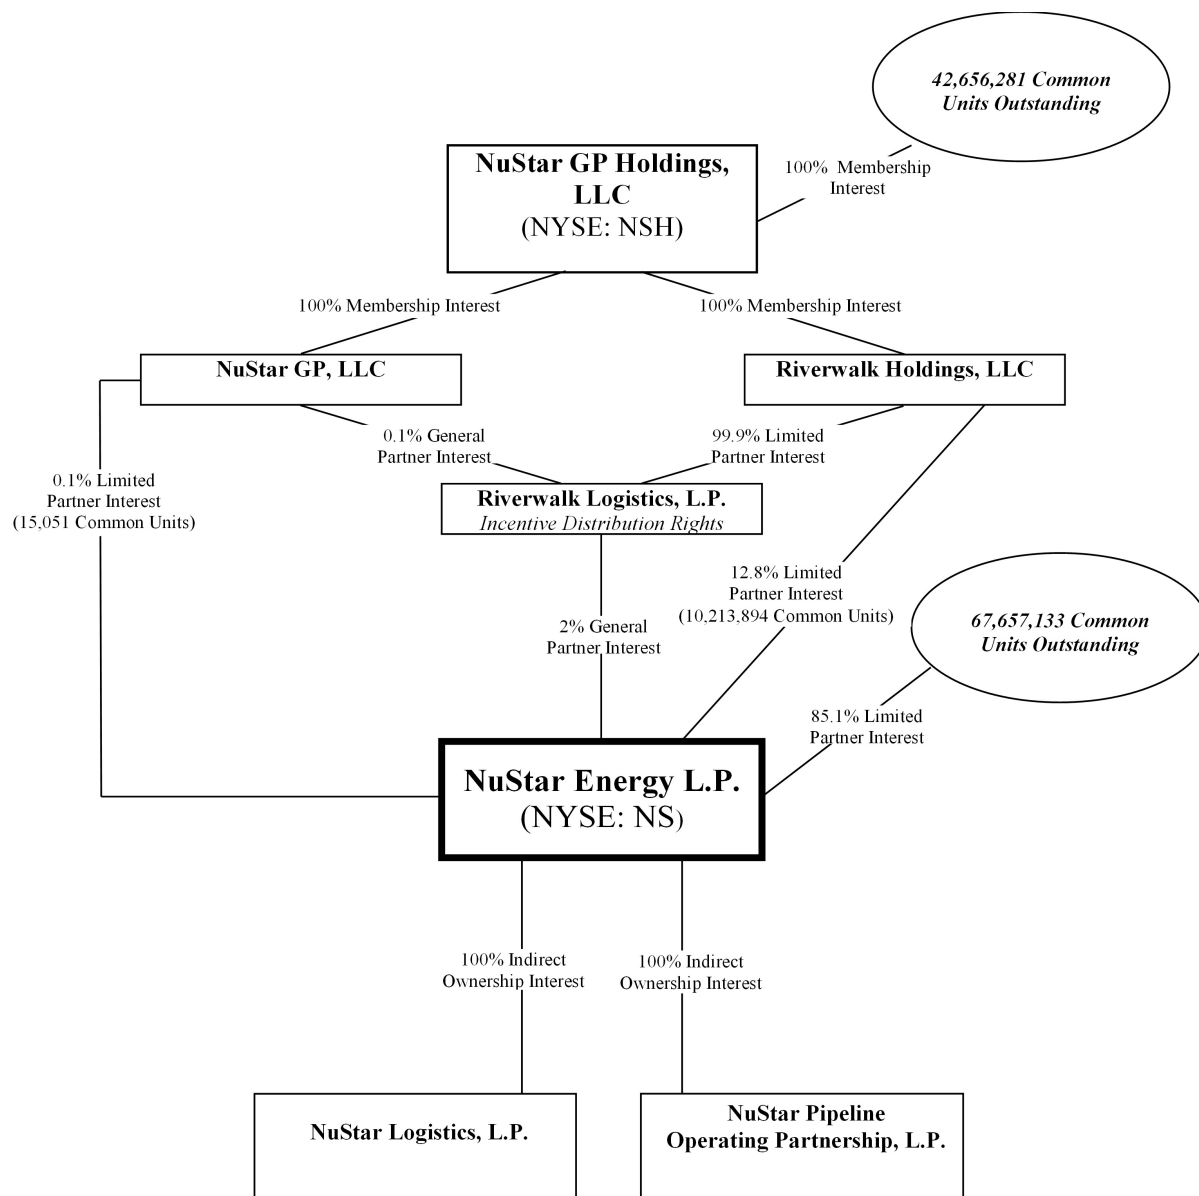 42,656,281 Common
Units Outstanding
NuStar GP Holdings,
LLC
(NYSE: NSH)
100% Membership
Interest
100% Membership Interest
100% Membership Interest
NuStar GP, LLC
Riverwalk Holdings, LLC
0.1% General
Partner Interest
99.9% Limited
Partner Interest
0.1% Limited
Partner Interest
(15,051 Common Units)
Riverwalk Logistics, L.P.
Incentive Distribution Rights
12.8% Limited
Partner Interest
(10,213,894 Common Units)
2% General
Partner Interest
67,657,133 Common
Units Outstanding
85.1% Limited
Partner Interest
NuStar Energy L.P.
(NYSE: NS)
100% Indirect
Ownership Interest
100% Indirect
Ownership Interest
NuStar Logistics, L.P.
NuStar Pipeline
Operating Partnership, L.P.